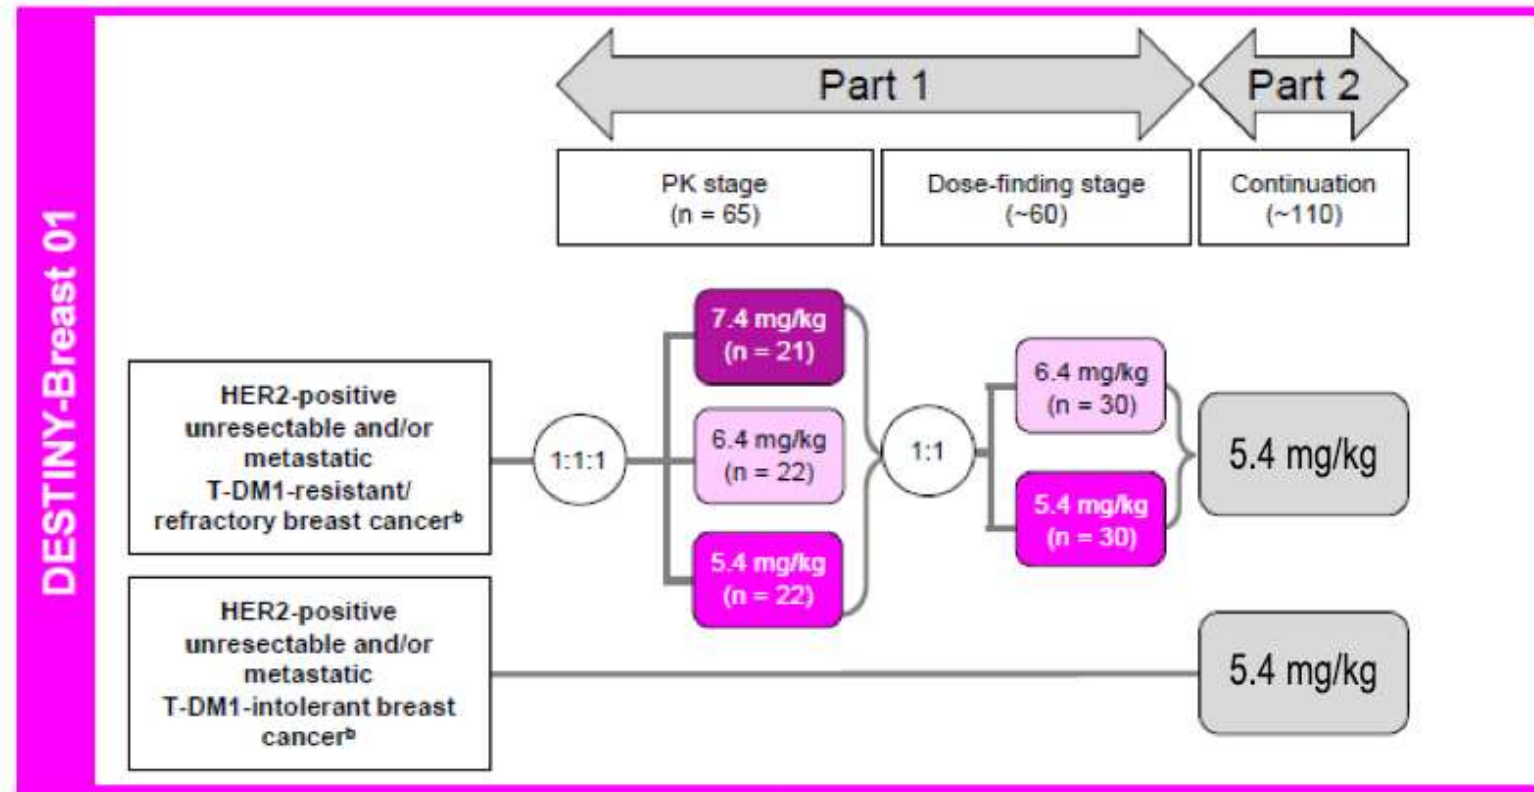 DESTINY-Breast 01
Part 1
Part 2
PK stage
(n = 65)
Dose-finding stage
(~60)
Continuation
(~110)
HER2-positive
unresectable and/or
metastatic
T-DM1-resistant/
refractory breast cancerᵇ
1:1:1
7.4 mg/kg
(n = 21)
6.4 mg/kg
(n = 22)
5.4 mg/kg
(n = 22)
1:1
6.4 mg/kg
(n = 30)
5.4 mg/kg
(n = 30)
5.4 mg/kg
HER2-positive
unresectable and/or
metastatic
T-DM1-intolerant breast
cancerᵇ
5.4 mg/kg